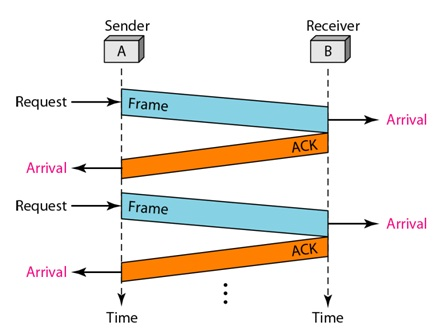 Sender
Receiver
A
B
Request
Frame
Arrival
ACK
Arrival
Request
Frame
Arrival
ACK
Arrival
Time
Time